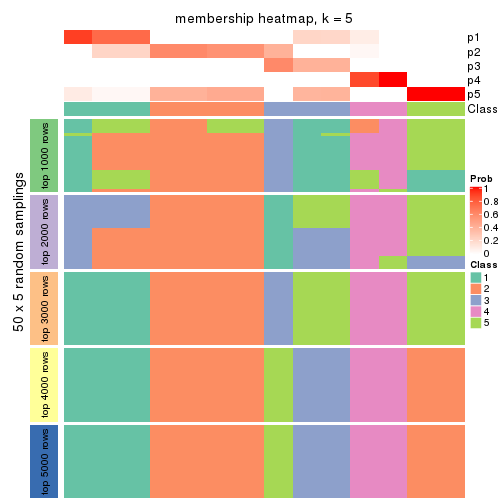 membership heatmap, k = 5
p1
p2
p3
p4
p5
Class
50 x 5 random samplings
top 1000 rows
top 2000 rows
top 3000 rows
top 4000 rows
top 5000 rows
Prob
1
0.8
0.6
0.4
0.2
0
Class
1
2
3
4
5